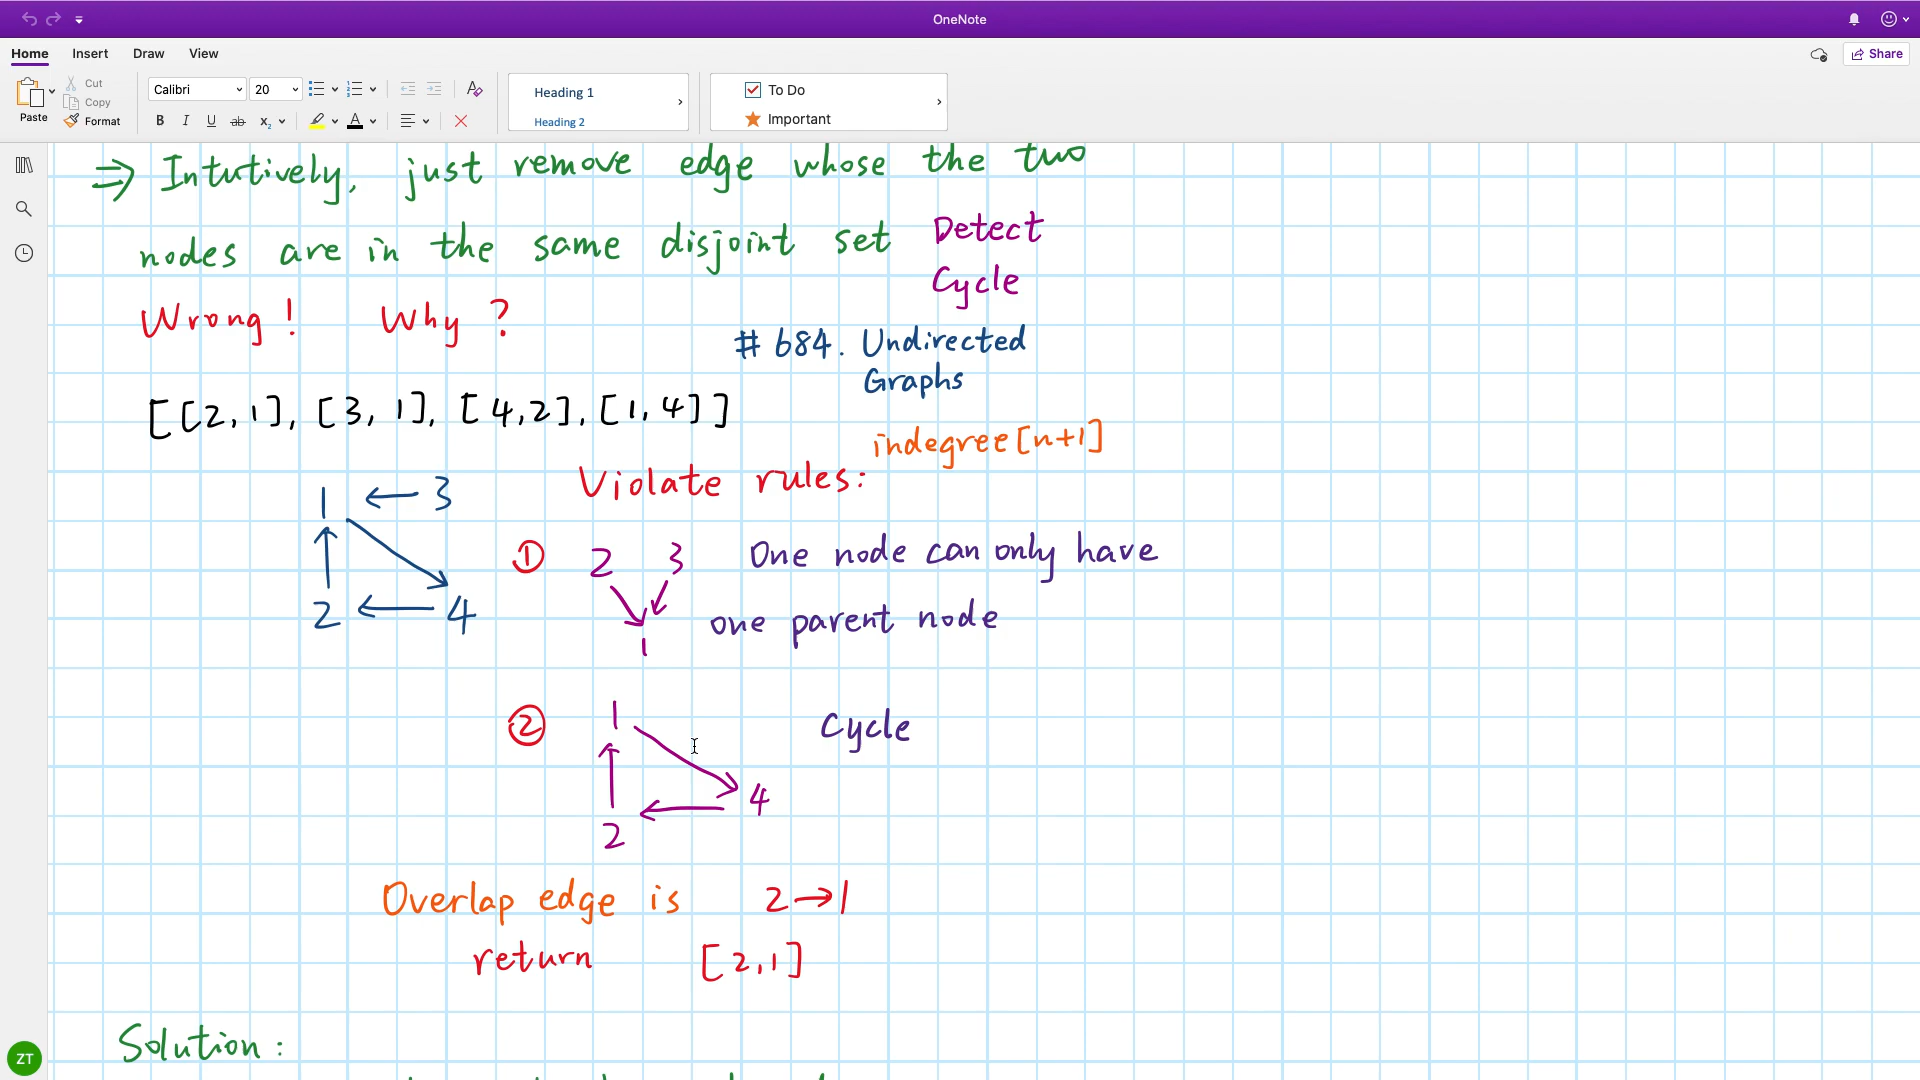 OneNote
Home Insert Draw View
Share
Paste
Cut
Copy
Format
Calibri 20
B I U ab x₂ A
Heading 1
Heading 2
To Do
Important
⇒ Intutively, just remove edge whose the two
nodes are in the same disjoint set
Detect
Cycle
Wrong! Why?
# 684. Undirected
Graphs
[[2, 1], [3, 1], [4,2], [1, 4]]
indegree[n+1]
Violate rules:
1 ← 3
2 ← 4
① 2 3 One node can only have
one parent node
1
② 1 Cycle
4
2
Overlap edge is 2→1
return [2,1]
Solution:
ZT